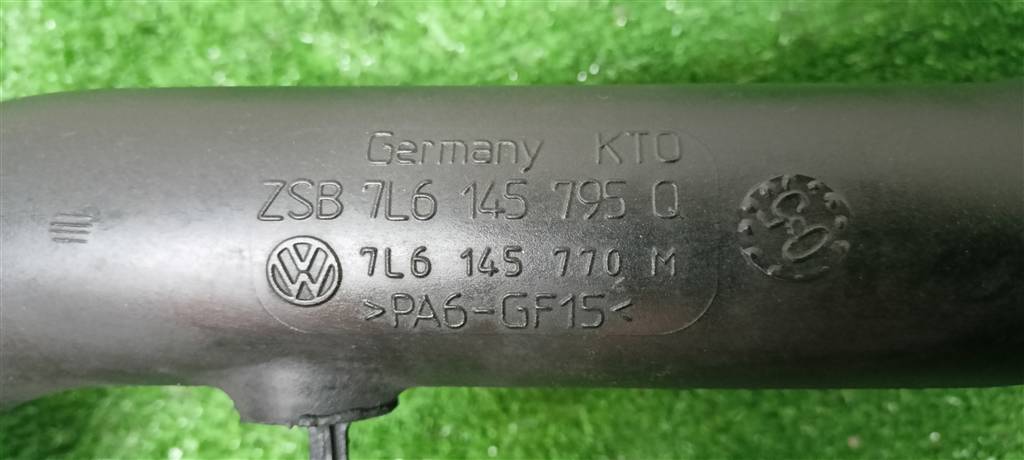 Germany KTO
ZSB 7L6 145 795 Q
7L6 145 770 M
>PA6-GF15<